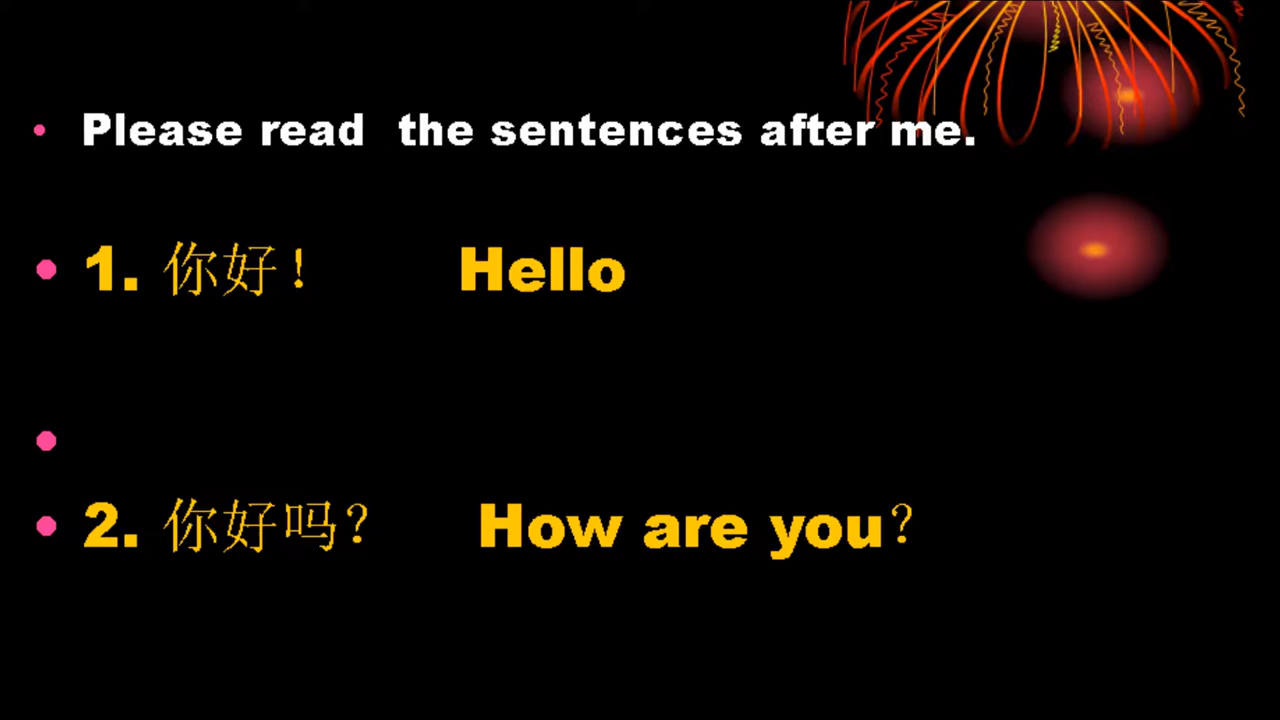 Please read the sentences after me.
1. 你好！ Hello
2. 你好吗？ How are you？